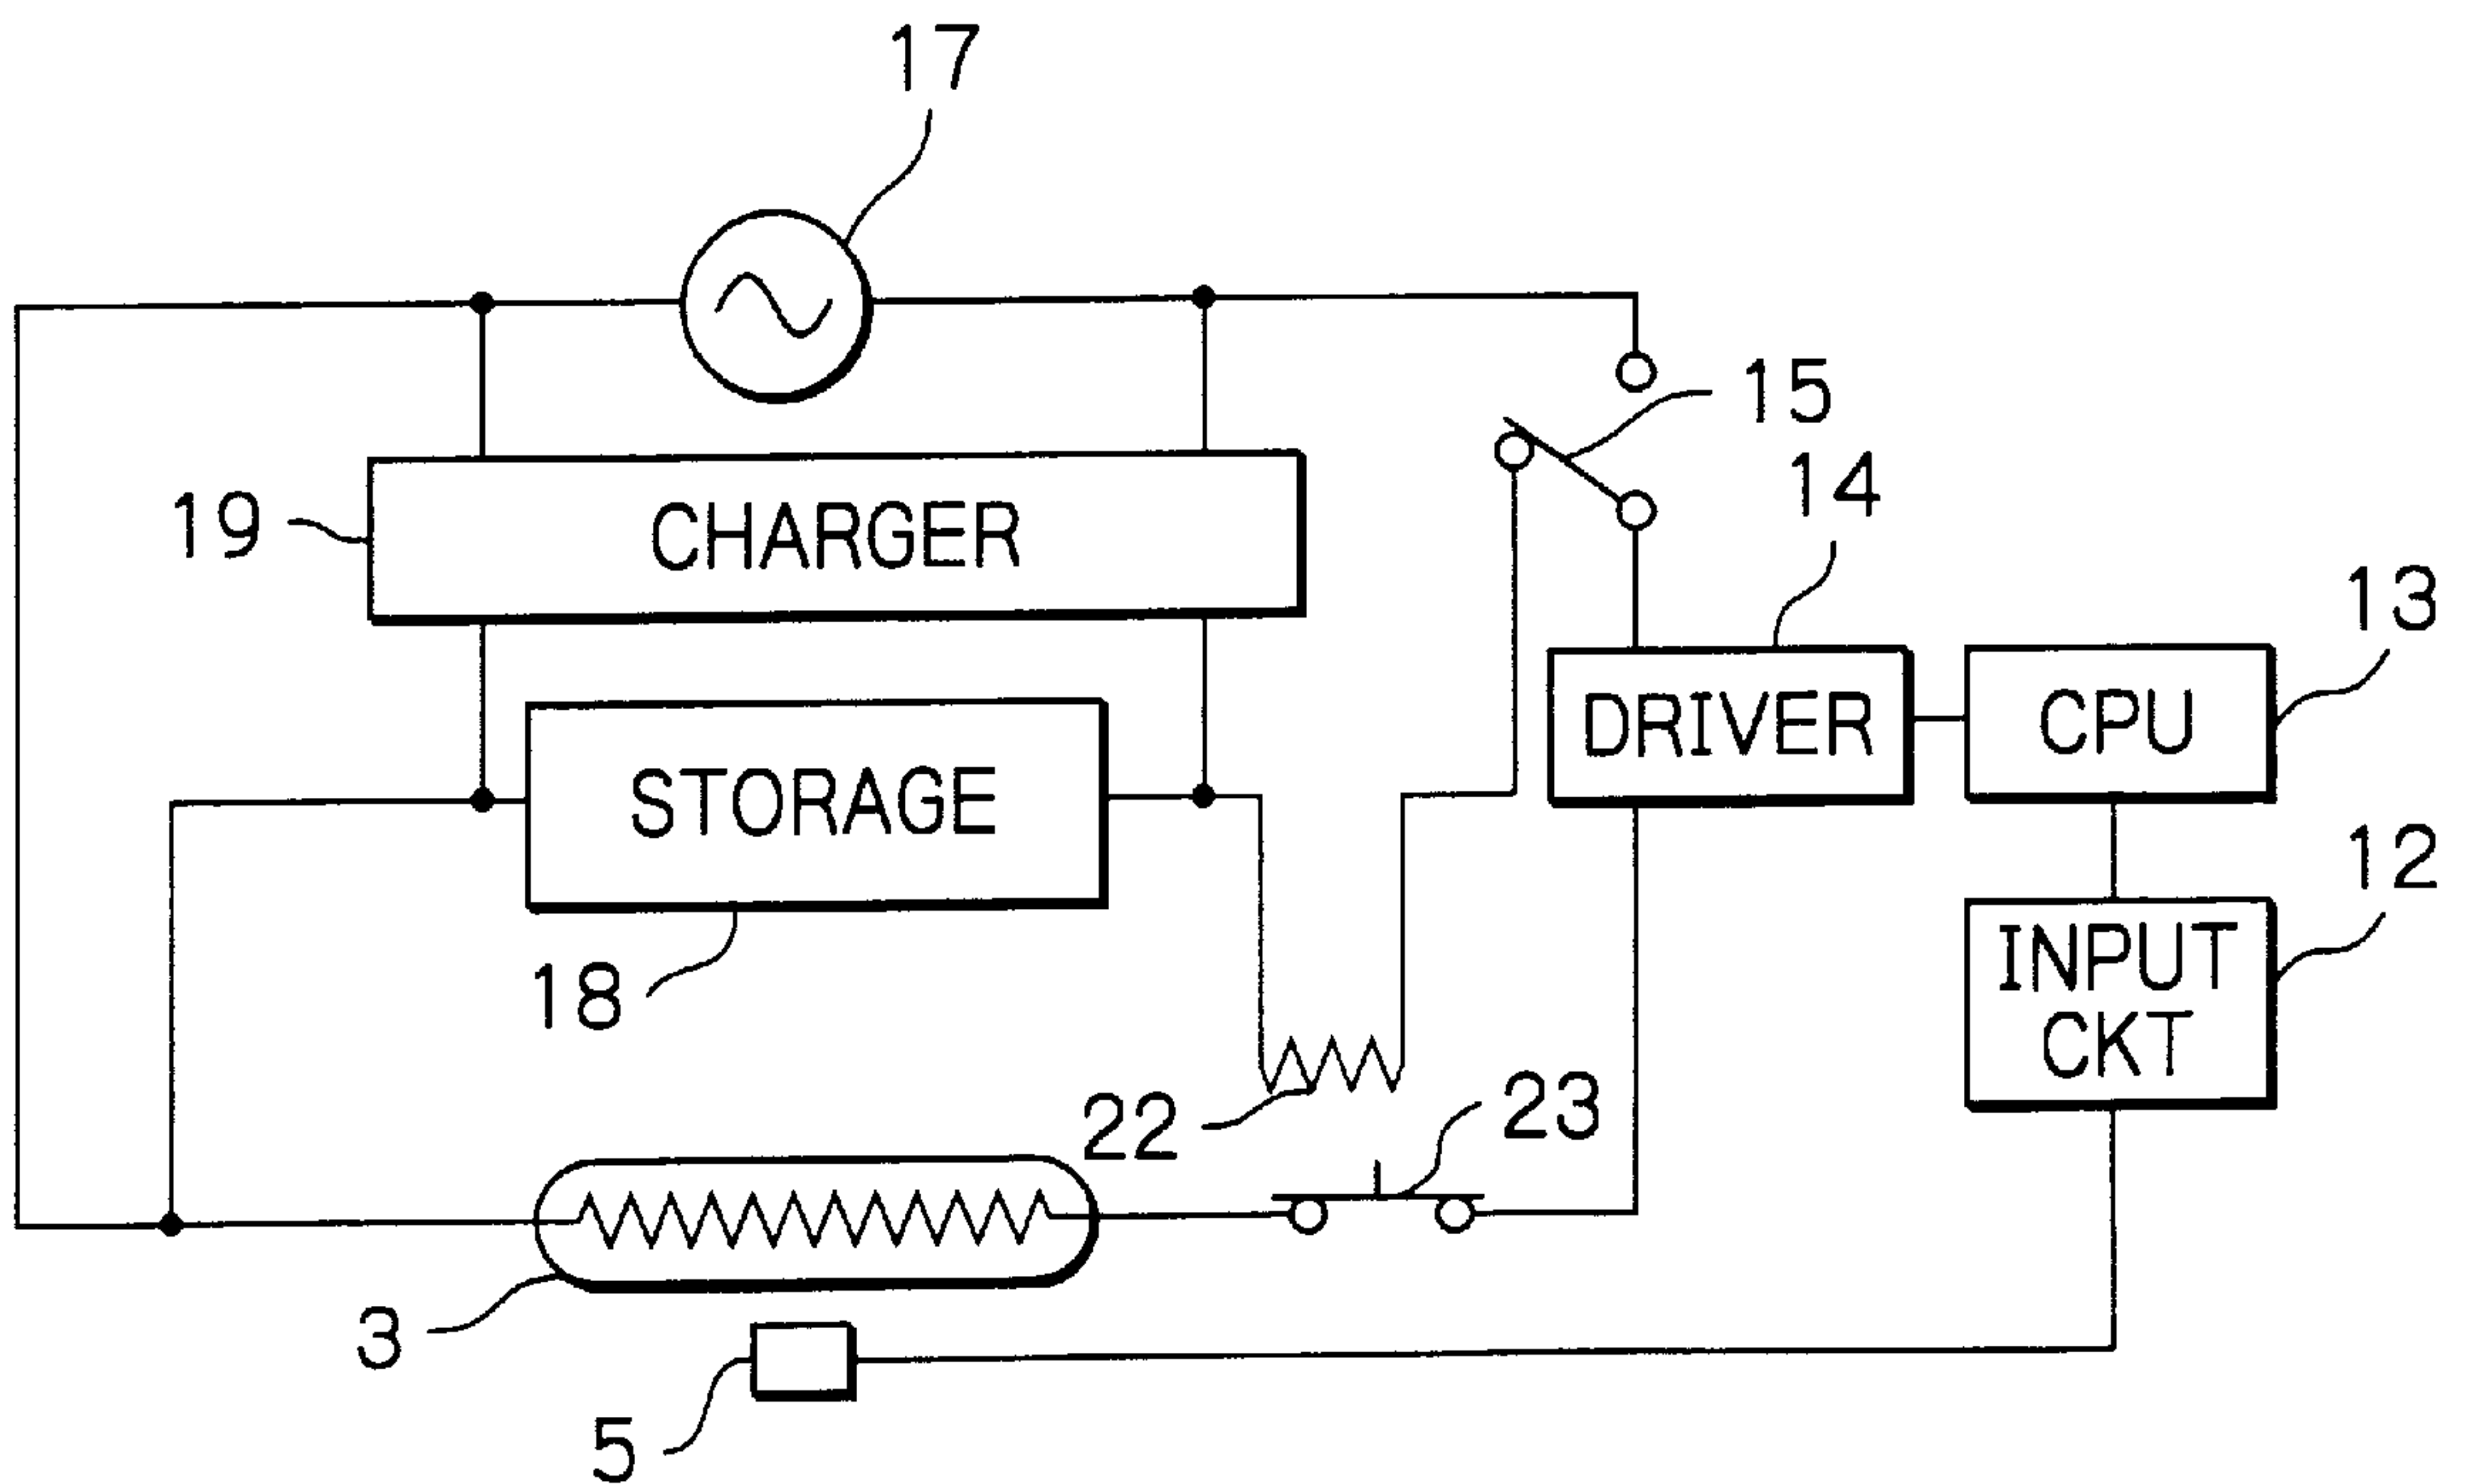 17
15
14
19
CHARGER
13
DRIVER
CPU
STORAGE
12
INPUT
CKT
18
22
23
3
5